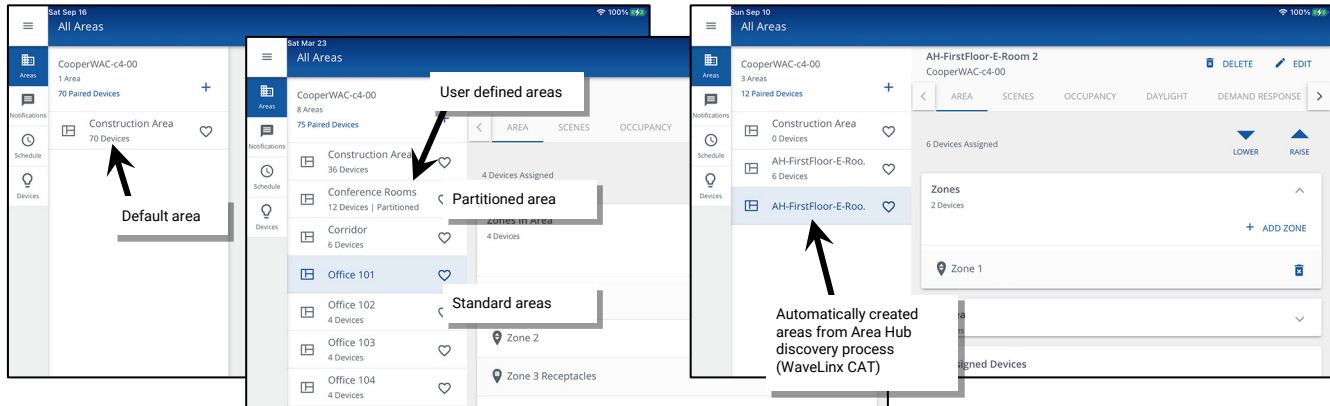 Sat Sep 16
All Areas
Areas
Notifications
Schedule
Devices
CooperWAC-c4-00
1 Area
70 Paired Devices
+
Construction Area
70 Devices
Default area
Sat Mar 23
All Areas
Areas
Notifications
Schedule
Devices
CooperWAC-c4-00
8 Areas
75 Paired Devices
Construction Area
36 Devices
Conference Rooms
12 Devices | Partitioned
Corridor
6 Devices
Office 101
Office 102
4 Devices
Office 103
4 Devices
Office 104
4 Devices
User defined areas
Partitioned area
Standard areas
100%
AREA SCENES OCCUPANCY
4 Devices Assigned
Zones in Area
4 Devices
Zone 2
Zone 3 Receptacles
Sun Sep 10
100%
All Areas
Areas
Notifications
Schedule
Devices
CooperWAC-c4-00
3 Areas
12 Paired Devices
+
Construction Area
0 Devices
AH-FirstFloor-E-Roo.
6 Devices
AH-FirstFloor-E-Roo.
Automatically created
areas from Area Hub
discovery process
(WaveLinx CAT)
AH-FirstFloor-E-Room 2
CooperWAC-c4-00
DELETE EDIT
AREA SCENES OCCUPANCY DAYLIGHT DEMAND RESPONSE
6 Devices Assigned
LOWER RAISE
Zones
2 Devices
+ ADD ZONE
Zone 1
signed Devices